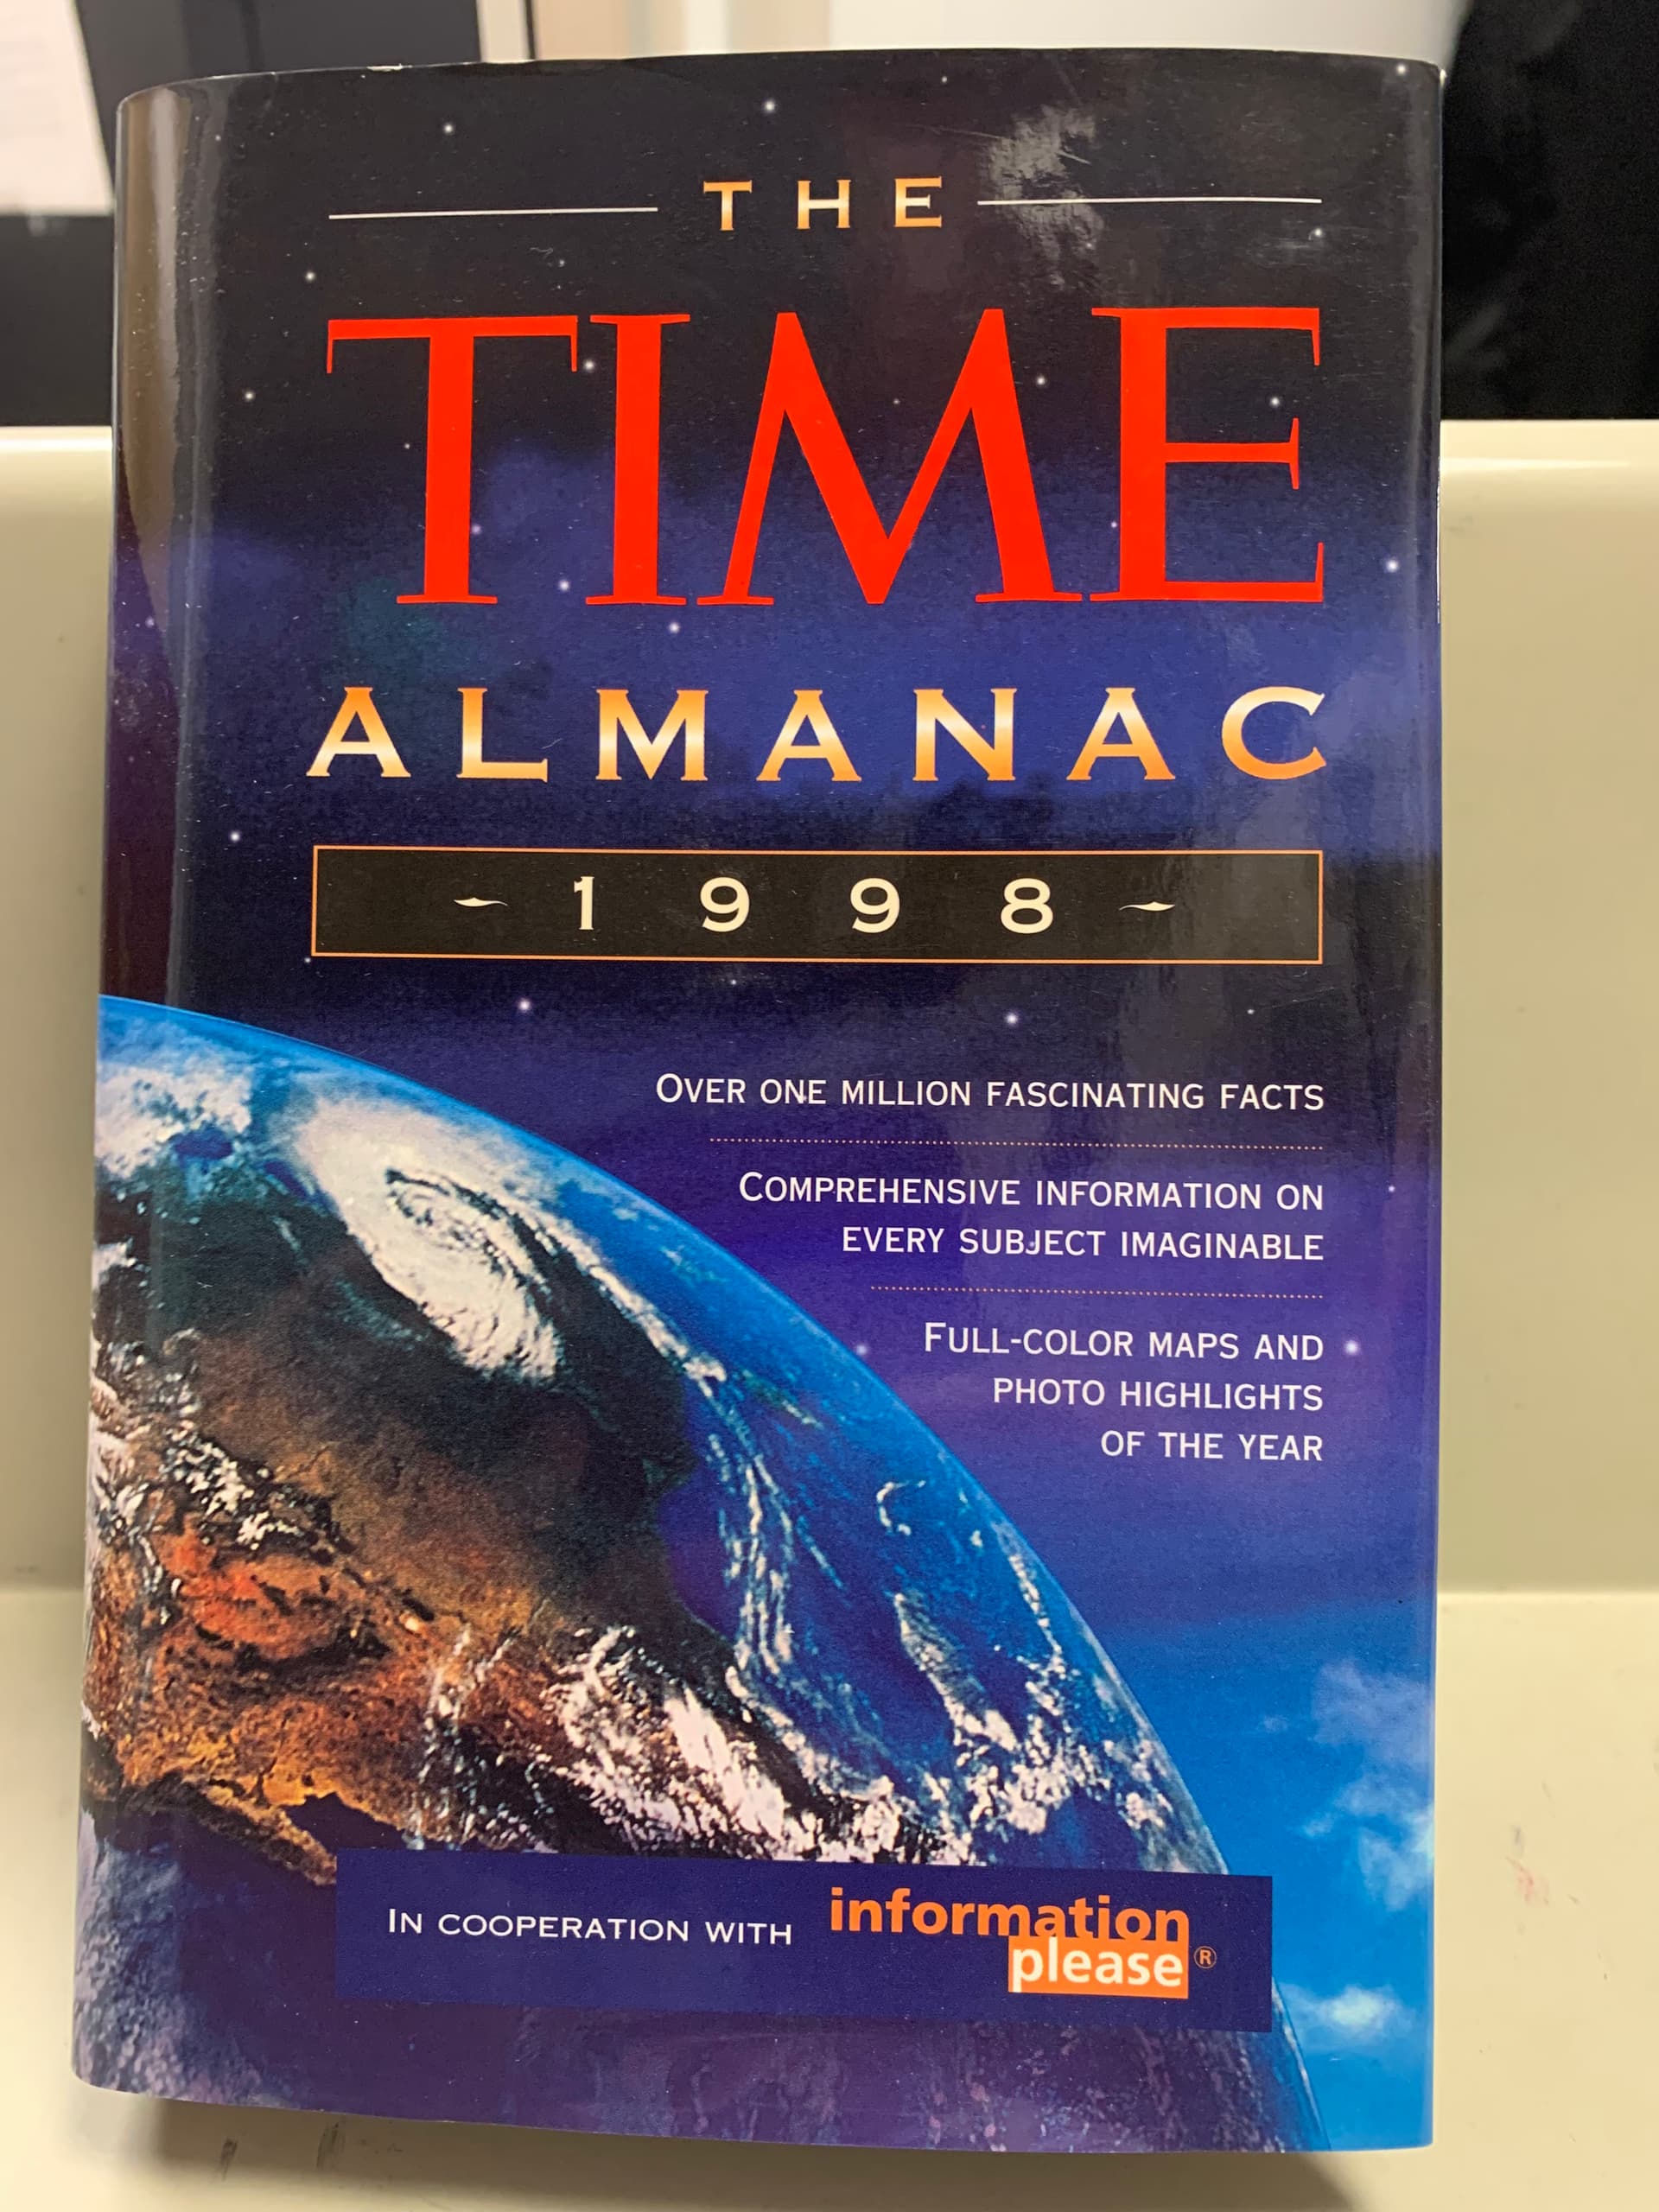 THE
TIME
ALMANAC
1998
OVER ONE MILLION FASCINATING FACTS
COMPREHENSIVE INFORMATION ON
EVERY SUBJECT IMAGINABLE
FULL-COLOR MAPS AND
PHOTO HIGHLIGHTS
OF THE YEAR
IN COOPERATION WITH information
please®